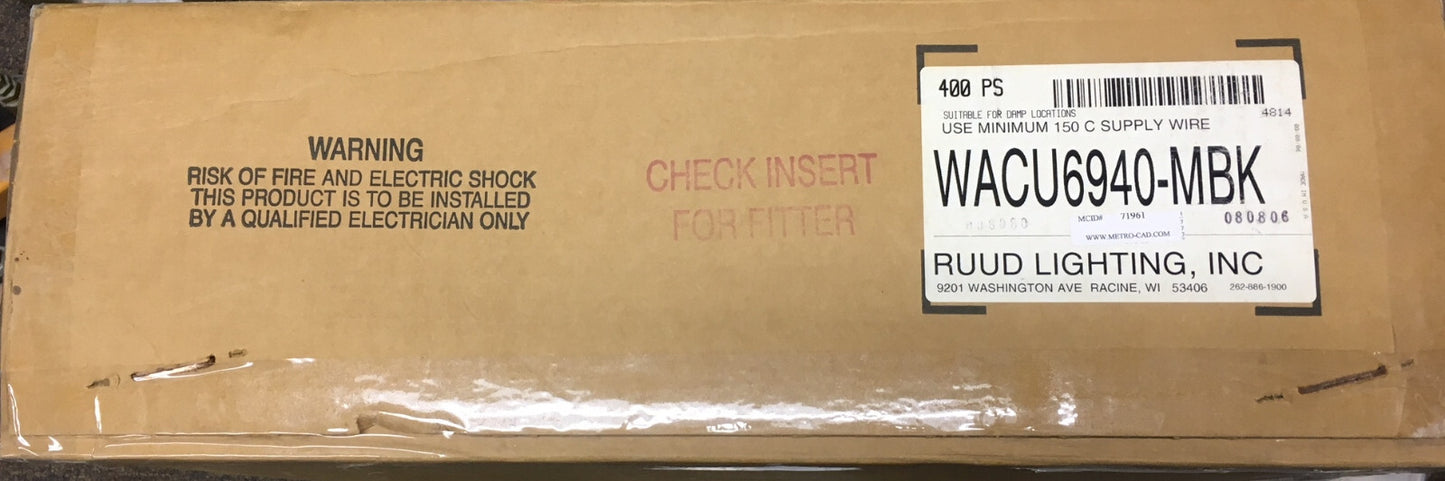 WARNING
RISK OF FIRE AND ELECTRIC SHOCK
THIS PRODUCT IS TO BE INSTALLED
BY A QUALIFIED ELECTRICIAN ONLY
CHECK INSERT
FOR FITTER
400 PS
SUITABLE FOR DAMP LOCATIONS
4814
USE MINIMUM 150 C SUPPLY WIRE
WACU6940-MBK
MCID# 71961
WWW.METRO-CAD.COM
080806
RUUD LIGHTING, INC
9201 WASHINGTON AVE RACINE, WI 53406 262-886-1900